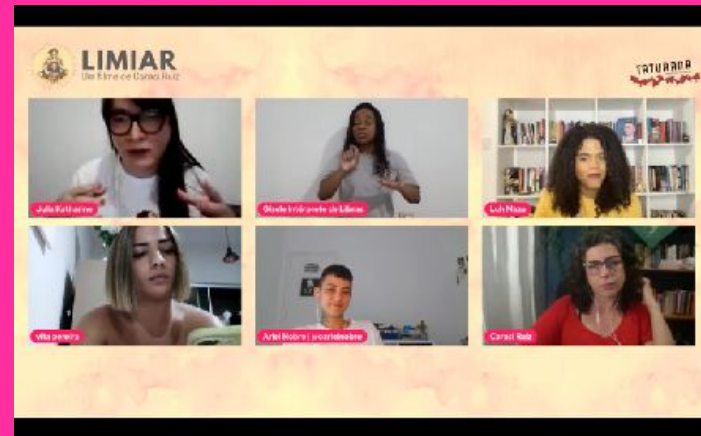 LIMIAR
Um filme de Coraci Ruiz
TATURANA
Julia Katharine
Gisele Intérprete de Libras
Luh Maza
vita pereira
Ariel Nobre |
Coraci Ruiz